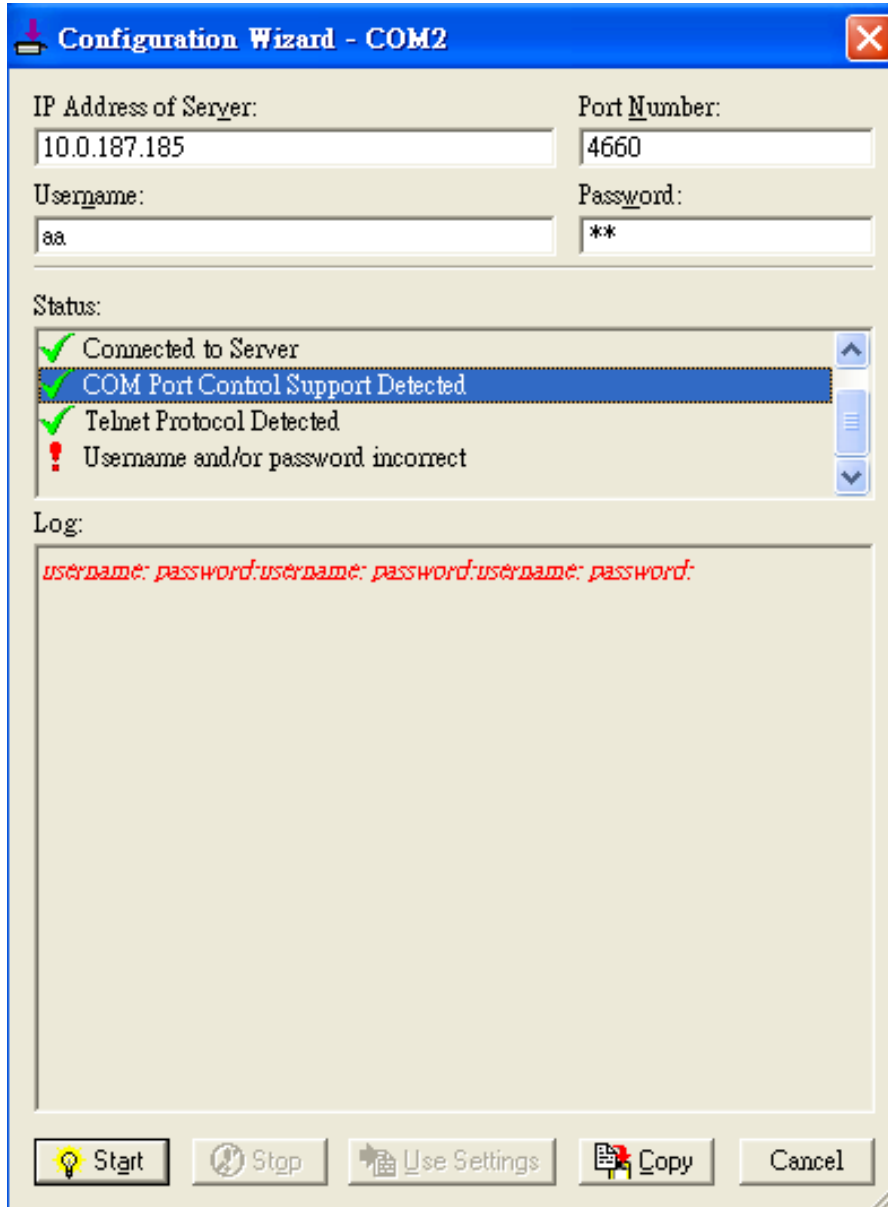 Configuration Wizard - COM2
IP Address of Server: Port Number:
10.0.187.185 4660
Username: Password:
aa **
Status:
Connected to Server
COM Port Control Support Detected
Telnet Protocol Detected
Username and/or password incorrect
Log:
username: password:username: password:username: password:
Start Stop Use Settings Copy Cancel